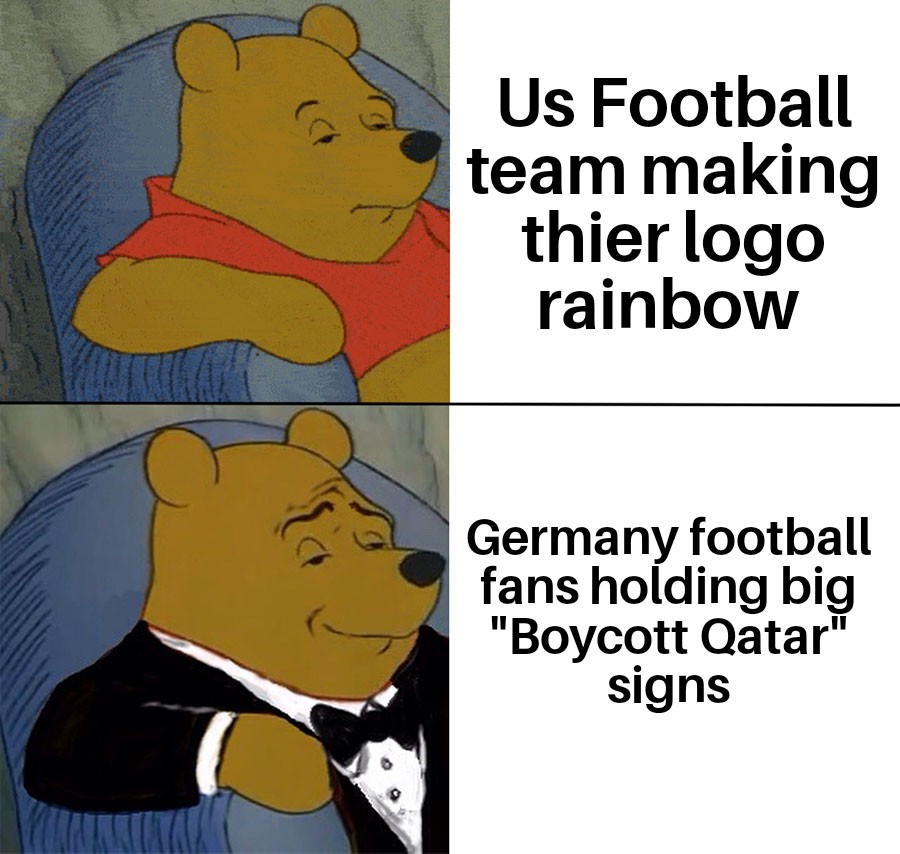 Us Football
team making
thier logo
rainbow
Germany football
fans holding big
"Boycott Qatar"
signs